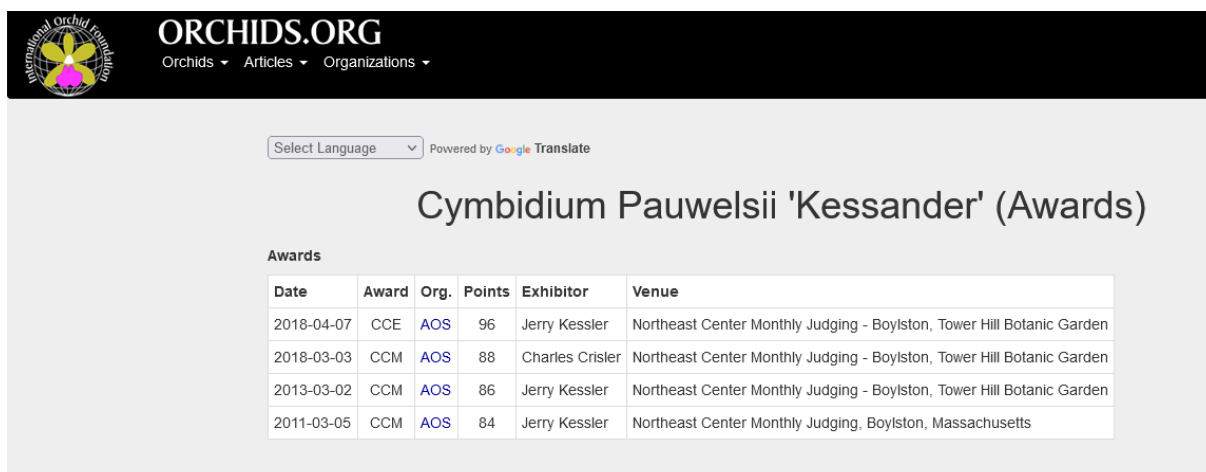 International Orchid Foundation
ORCHIDS.ORG
Orchids Articles Organizations
Select Language Powered by Google Translate
Cymbidium Pauwelsii 'Kessander' (Awards)
Awards
Date Award Org. Points Exhibitor Venue
2018-04-07 CCE AOS 96 Jerry Kessler Northeast Center Monthly Judging - Boylston, Tower Hill Botanic Garden
2018-03-03 CCM AOS 88 Charles Crisler Northeast Center Monthly Judging - Boylston, Tower Hill Botanic Garden
2013-03-02 CCM AOS 86 Jerry Kessler Northeast Center Monthly Judging - Boylston, Tower Hill Botanic Garden
2011-03-05 CCM AOS 84 Jerry Kessler Northeast Center Monthly Judging, Boylston, Massachusetts